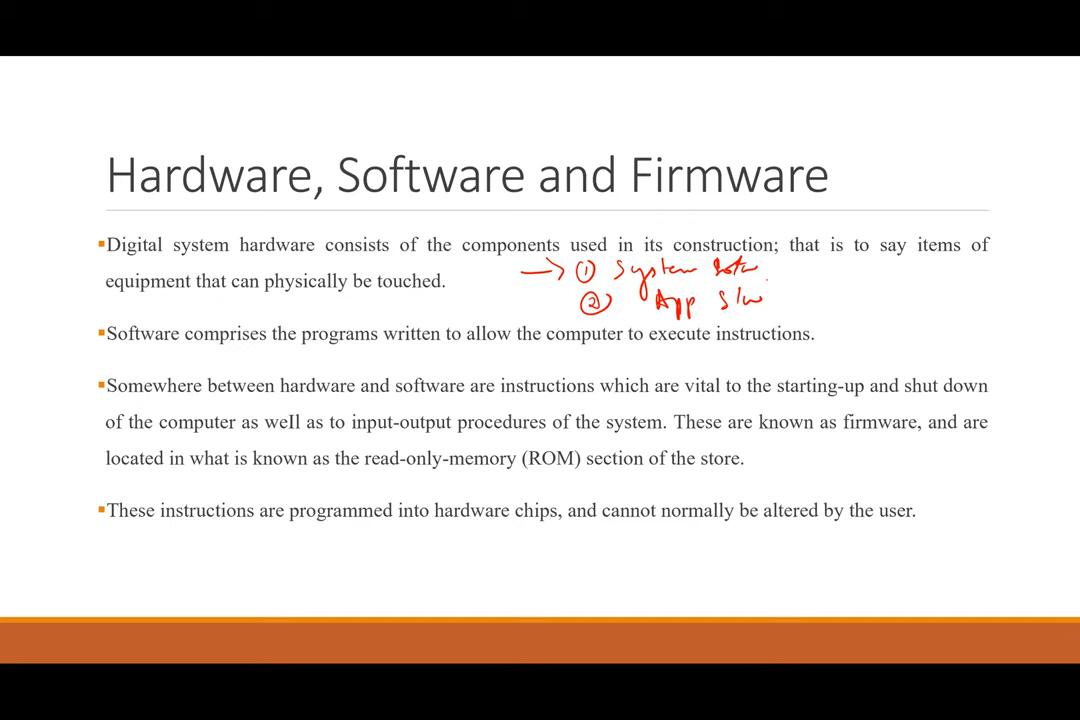 Hardware, Software and Firmware
▪Digital system hardware consists of the components used in its construction; that is to say items of
equipment that can physically be touched.
→ ① System
② App S/w
▪Software comprises the programs written to allow the computer to execute instructions.
▪Somewhere between hardware and software are instructions which are vital to the starting-up and shut down
of the computer as weII as to input-output procedures of the system. These are known as firmware, and are
located in what is known as the read-only-memory (ROM) section of the store.
▪These instructions are programmed into hardware chips, and cannot normally be altered by the user.